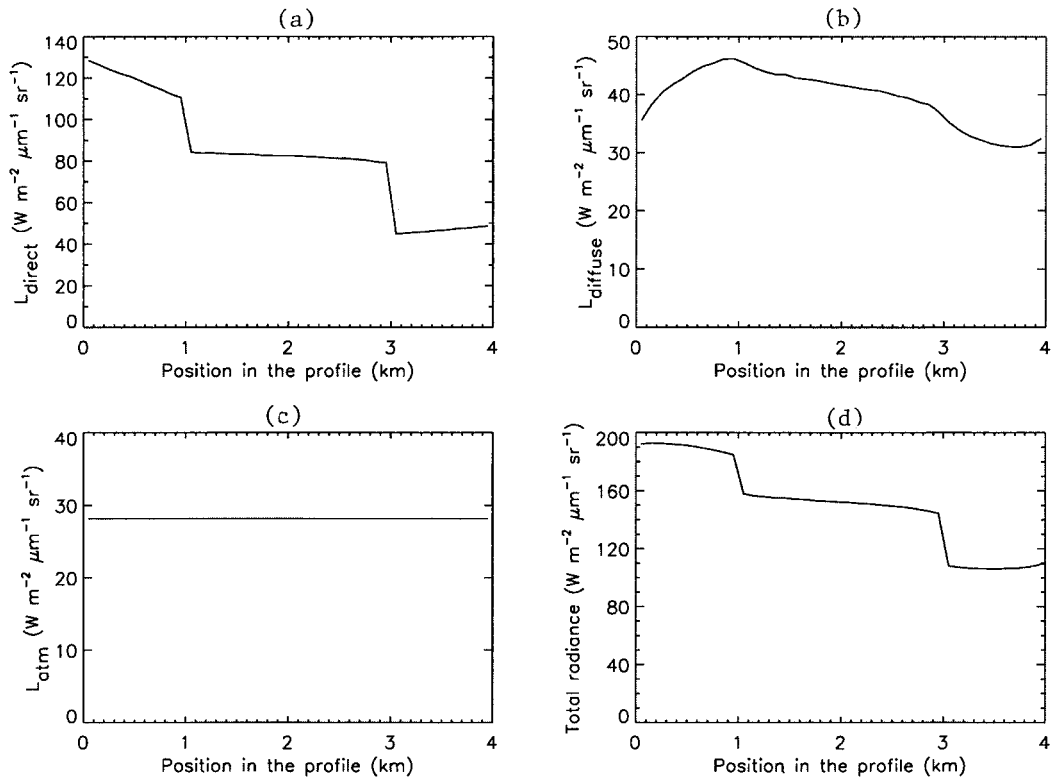 (a)
140
120
100
80
60
40
20
0
L_direct (W m⁻² μm⁻¹ sr⁻¹)
0 1 2 3 4
Position in the profile (km)
(b)
50
40
30
20
10
0
L_diffuse (W m⁻² μm⁻¹ sr⁻¹)
0 1 2 3 4
Position in the profile (km)
(c)
40
30
20
10
0
L_atm (W m⁻² μm⁻¹ sr⁻¹)
0 1 2 3 4
Position in the profile (km)
(d)
200
160
120
80
40
0
Total radiance (W m⁻² μm⁻¹ sr⁻¹)
0 1 2 3 4
Position in the profile (km)